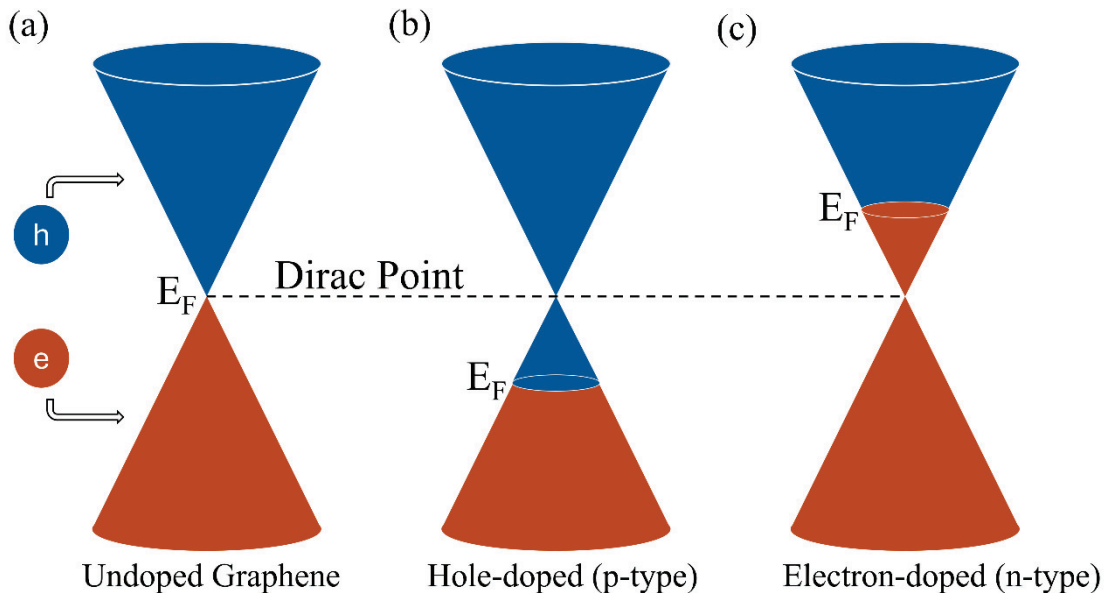 (a)
(b)
(c)
h
E_F
E_F
Dirac Point
e
E_F
Undoped Graphene
Hole-doped (p-type)
Electron-doped (n-type)